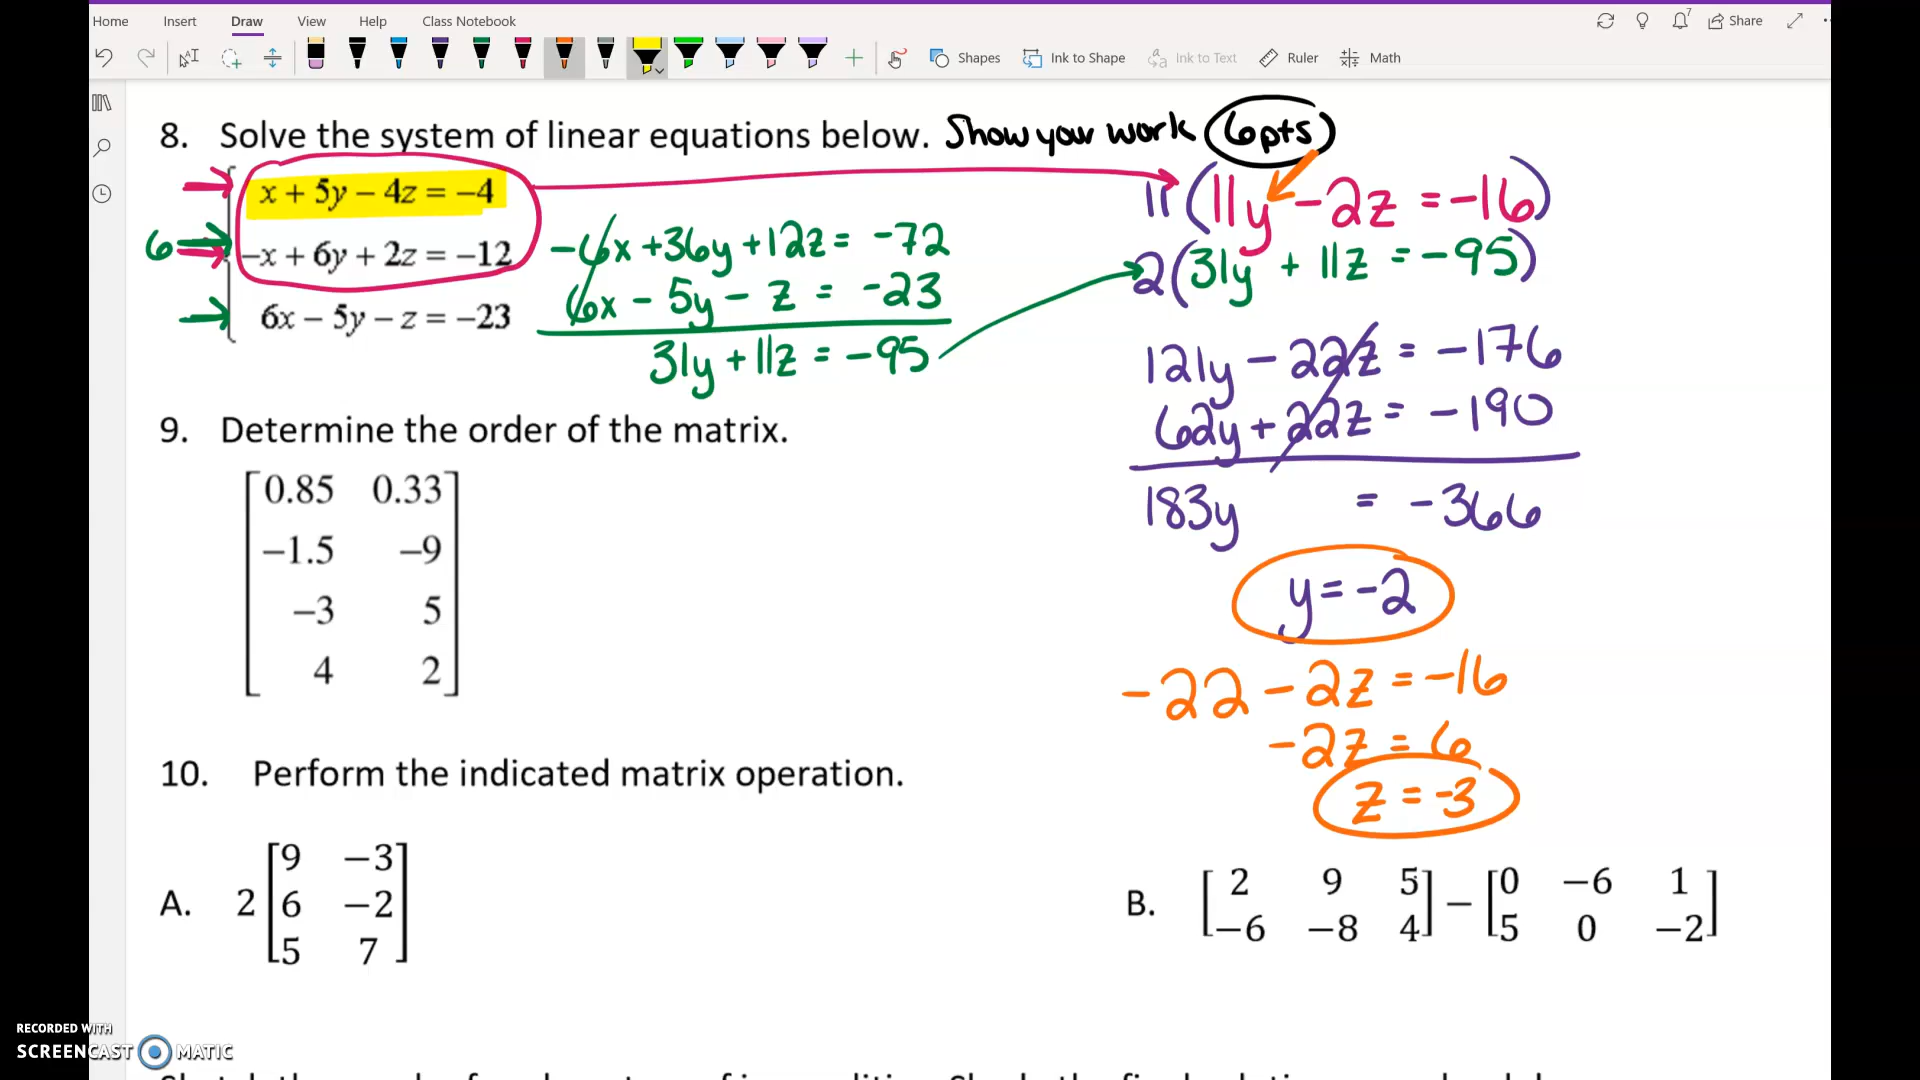 Home Insert Draw View Help Class Notebook Share
Shapes Ink to Shape Ink to Text Ruler Math
8. Solve the system of linear equations below. Show your work (6pts)
x + 5y − 4z = −4
−x + 6y + 2z = −12
6x − 5y − z = −23
6
-6x +36y +12z = -72
6x - 5y - z = -23
31y + 11z = -95
11(11y - 2z = -16)
2(31y + 11z = -95)
121y - 22z = -176
62y + 22z = -190
183y = -366
y = -2
-22 - 2z = -16
-2z = 6
z = -3
9. Determine the order of the matrix.
0.85 0.33
−1.5 −9
−3 5
4 2
10. Perform the indicated matrix operation.
A. 2 [9 −3
6 −2
5 7]
B. [2 9 5] − [0 −6 1]
[−6 −8 4] [5 0 −2]
RECORDED WITH
SCREENCAST MATIC